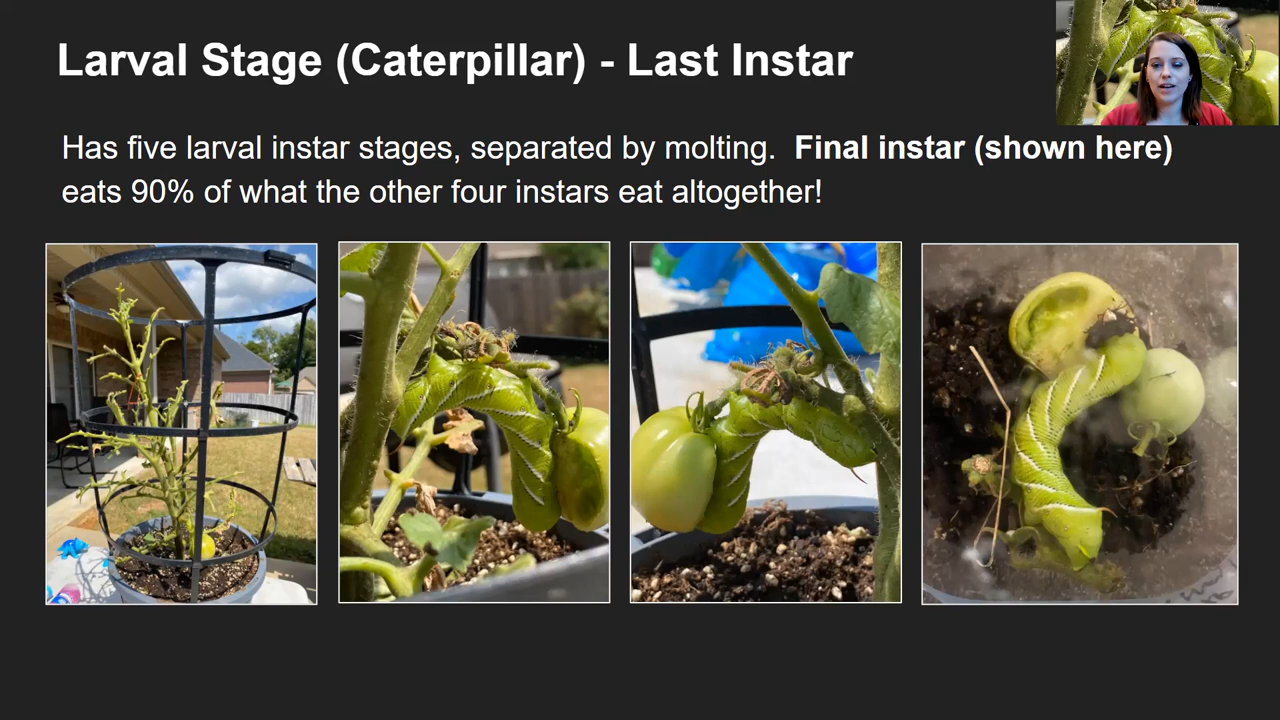 Larval Stage (Caterpillar) - Last Instar
Has five larval instar stages, separated by molting.  Final instar (shown here)
eats 90% of what the other four instars eat altogether!